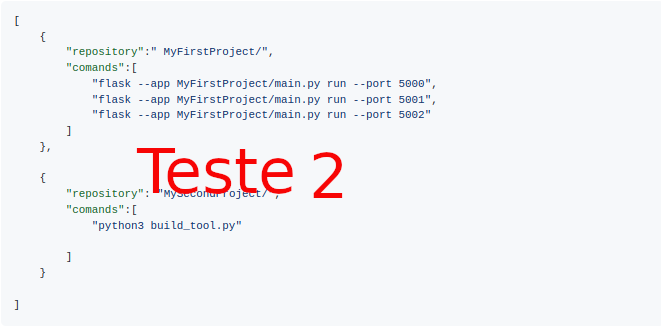 [
    {
        "repository":" MyFirstProject/",
        "comands":[
            "flask --app MyFirstProject/main.py run --port 5000",
            "flask --app MyFirstProject/main.py run --port 5001",
            "flask --app MyFirstProject/main.py run --port 5002"
        ]
    },
Teste 2
    {
        "repository": "MySecondProject/",
        "comands":[
            "python3 build_tool.py"
        ]
    }
]